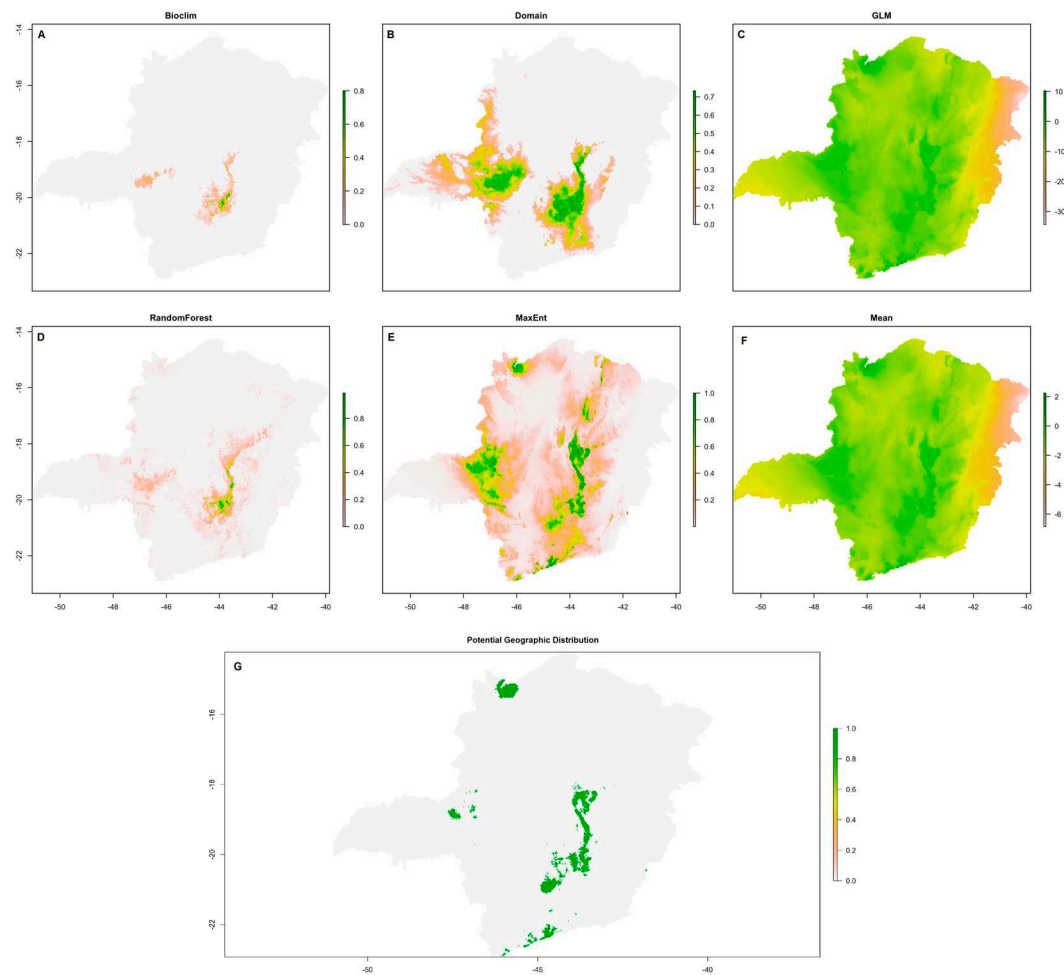 Bioclim
Domain
GLM
A
B
C
-14
-16
-18
-20
-22
0.8
0.6
0.4
0.2
0.0
0.7
0.6
0.5
0.4
0.3
0.2
0.1
0.0
10
0
-10
-20
-30
RandomForest
MaxEnt
Mean
D
E
F
-14
-16
-18
-20
-22
0.8
0.6
0.4
0.2
0.0
1.0
0.8
0.6
0.4
0.2
2
0
-2
-4
-6
-50 -48 -46 -44 -42 -40
-50 -48 -46 -44 -42 -40
-50 -48 -46 -44 -42 -40
Potential Geographic Distribution
G
-16
-18
-20
-22
1.0
0.8
0.6
0.4
0.2
0.0
-50 -45 -40